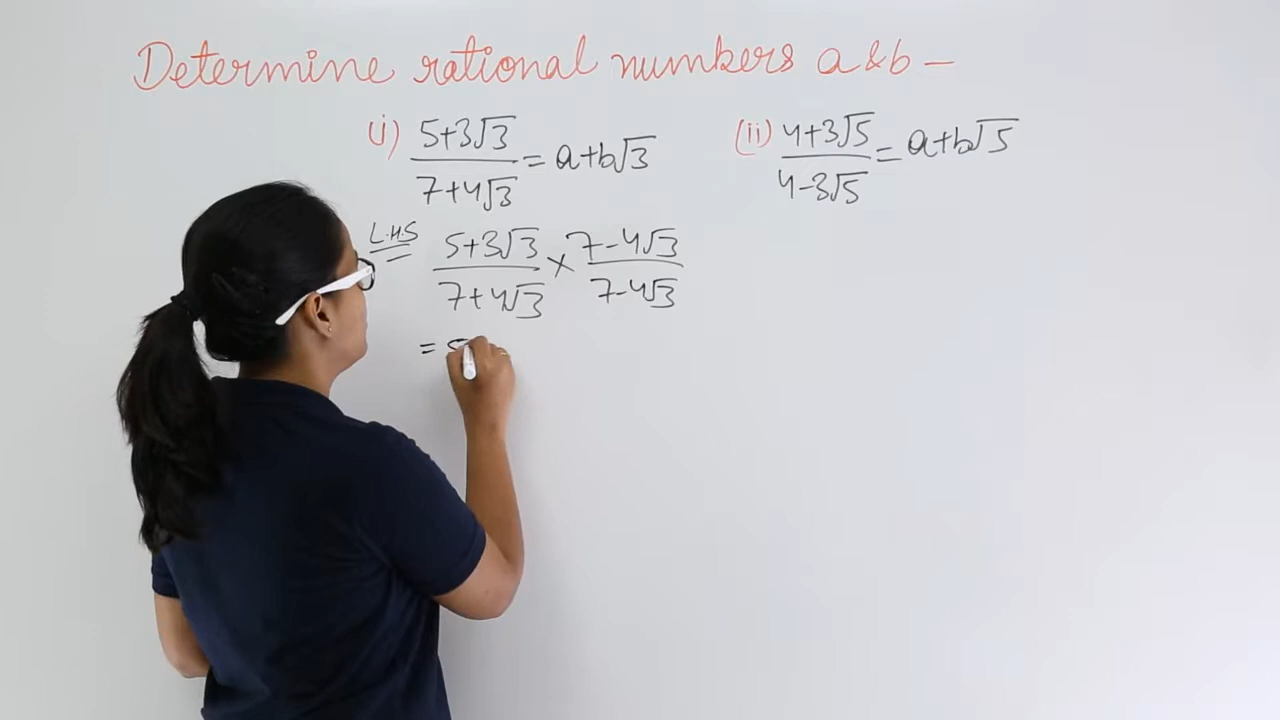 Determine rational numbers a & b –
(i) (5+3√3)/(7+4√3) = a+b√3
(ii) (4+3√5)/(4-3√5) = a+b√5
L.H.S (5+3√3)/(7+4√3) × (7-4√3)/(7-4√3)
=